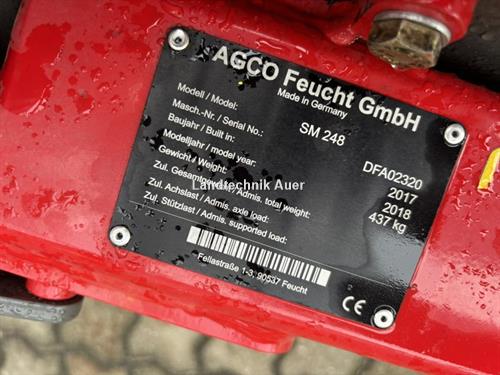 AGCO Feucht GmbH
Made in Germany
Modell / Model: SM 248
Masch.-Nr. / Serial No.: DFA02320
Baujahr / Built in: 2017
Modelljahr / model year: 2018
Gewicht / Weight: 437 kg
Zul. Gesamtgewicht / Admis. total weight:
Zul. Achslast / Admis. axle load:
Zul. Stützlast / Admis. supported load:
Fellastraße 1-3, 90537 Feucht
CE
Landtechnik Auer